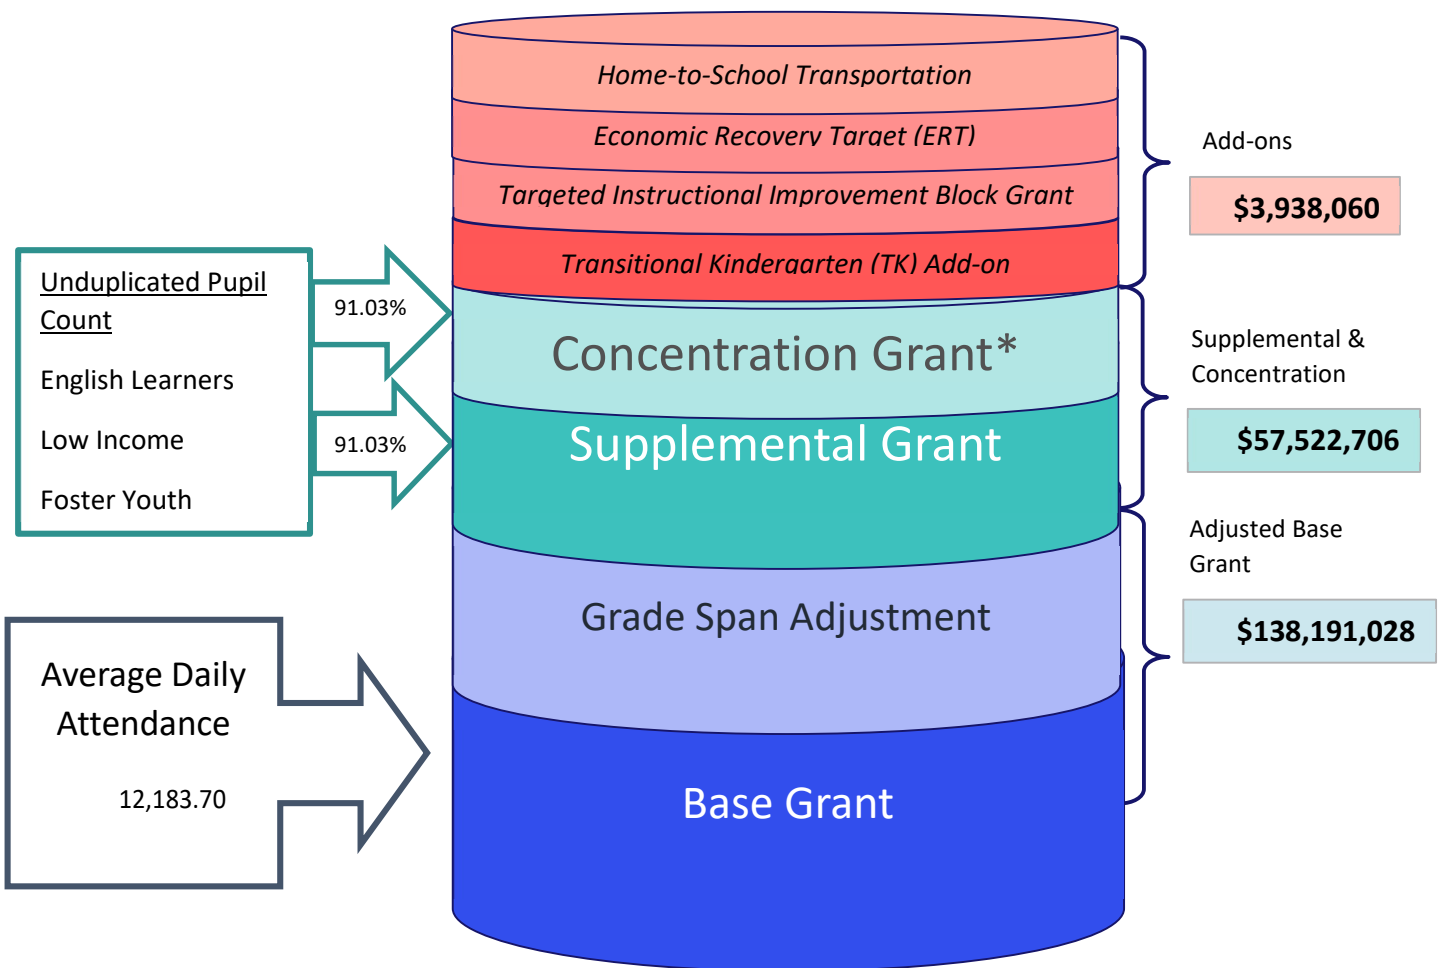 Home-to-School Transportation
Economic Recovery Target (ERT)
Targeted Instructional Improvement Block Grant
Transitional Kindergarten (TK) Add-on
Concentration Grant*
Supplemental Grant
Grade Span Adjustment
Base Grant
Unduplicated Pupil
Count
English Learners
Low Income
Foster Youth
91.03%
91.03%
Average Daily
Attendance
12,183.70
Add-ons
$3,938,060
Supplemental &
Concentration
$57,522,706
Adjusted Base
Grant
$138,191,028